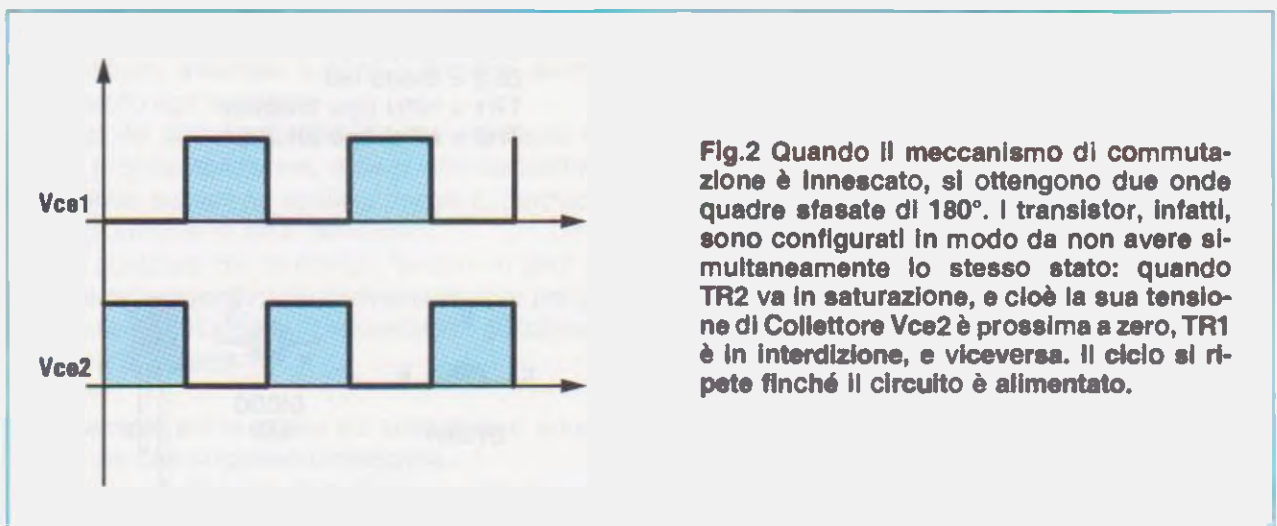 Vce1
Vce2
Fig.2 Quando il meccanismo di commuta-
zione è innescato, si ottengono due onde
quadre sfasate di 180°. I transistor, infatti,
sono configurati in modo da non avere si-
multaneamente lo stesso stato: quando
TR2 va in saturazione, e cioè la sua tensio-
ne di Collettore Vce2 è prossima a zero, TR1
è in interdizione, e viceversa. Il ciclo si ri-
pete finché il circuito è alimentato.